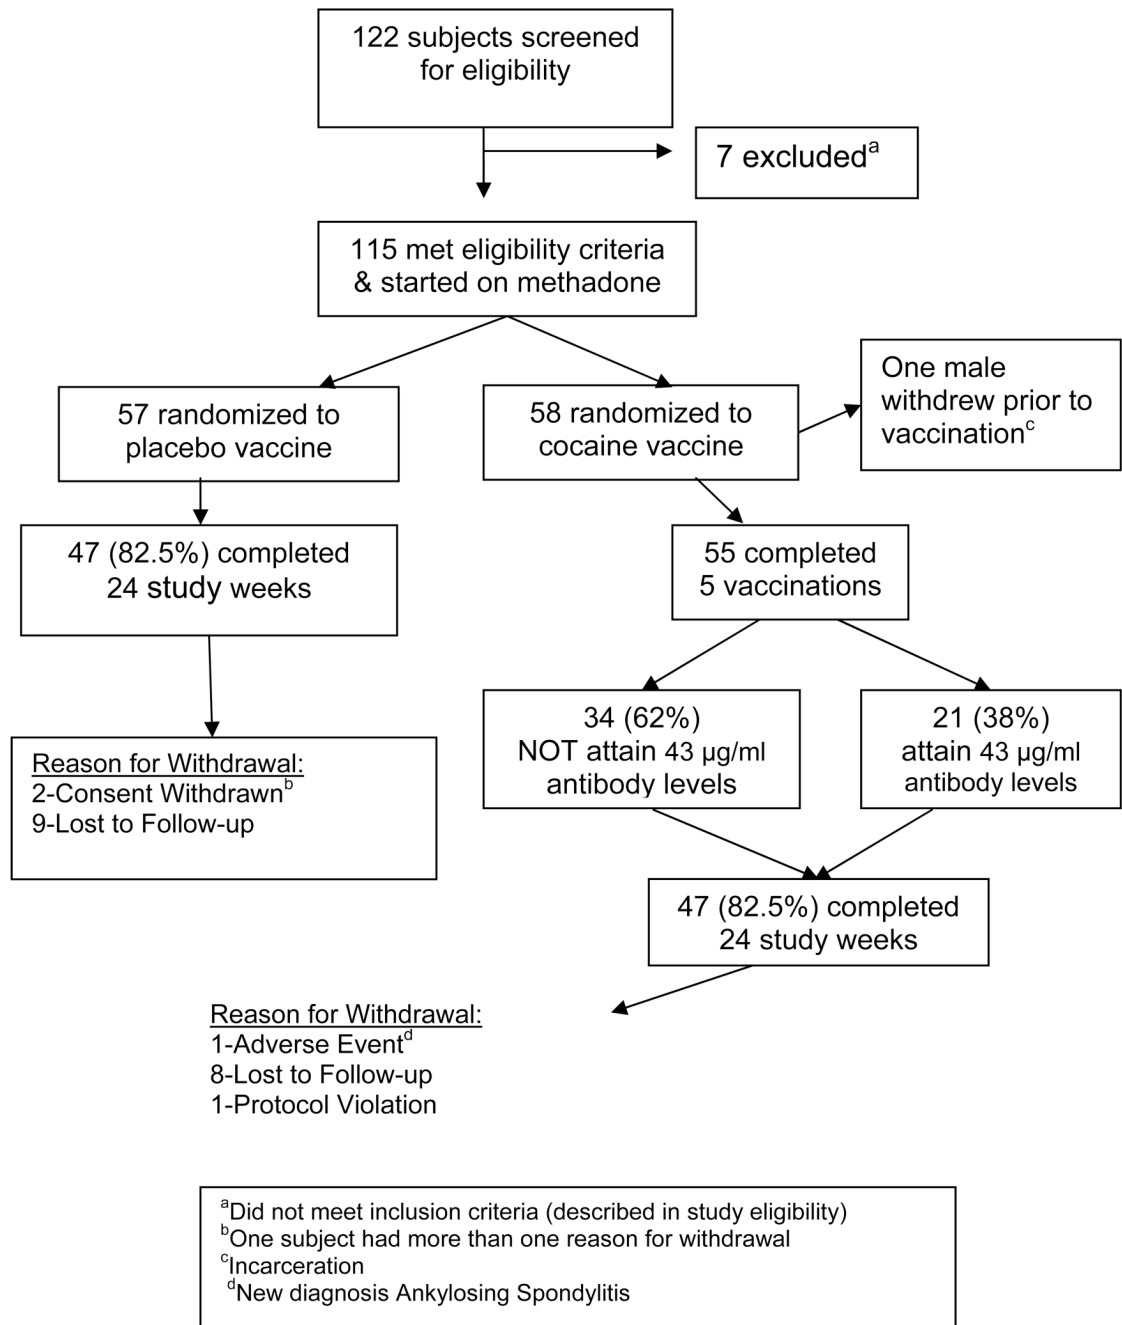 122 subjects screened
for eligibility
7 excludedᵃ
115 met eligibility criteria
& started on methadone
57 randomized to
placebo vaccine
58 randomized to
cocaine vaccine
One male
withdrew prior to
vaccinationᶜ
47 (82.5%) completed
24 study weeks
55 completed
5 vaccinations
34 (62%)
NOT attain 43 µg/ml
antibody levels
21 (38%)
attain 43 µg/ml
antibody levels
Reason for Withdrawal:
2-Consent Withdrawnᵇ
9-Lost to Follow-up
47 (82.5%) completed
24 study weeks
Reason for Withdrawal:
1-Adverse Eventᵈ
8-Lost to Follow-up
1-Protocol Violation
ᵃDid not meet inclusion criteria (described in study eligibility)
ᵇOne subject had more than one reason for withdrawal
ᶜIncarceration
ᵈNew diagnosis Ankylosing Spondylitis